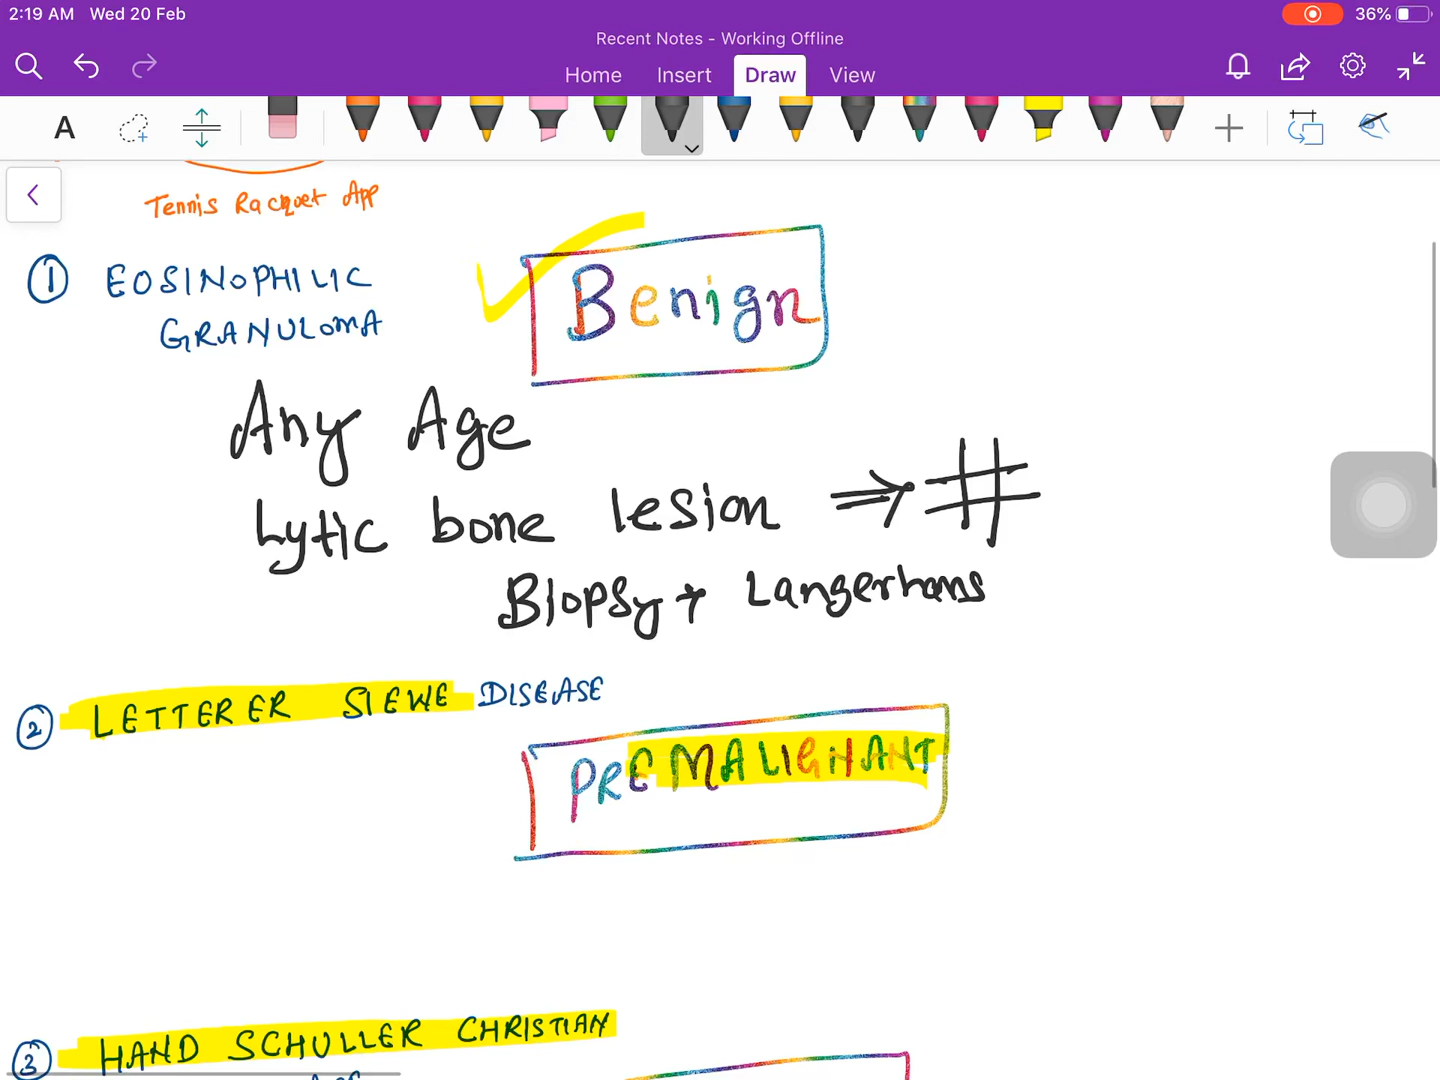 2:19 AM Wed 20 Feb
36%
Recent Notes - Working Offline
Home Insert Draw View
A
Tennis Racquet App
1 EOSINOPHILIC
GRANULOMA
Benign
Any Age
Lytic bone lesion ⇒ #
Biopsy + Langerhans
2 LETTERER SIEWE DISEASE
PREMALIGNANT
3 HAND SCHULLER CHRISTIAN